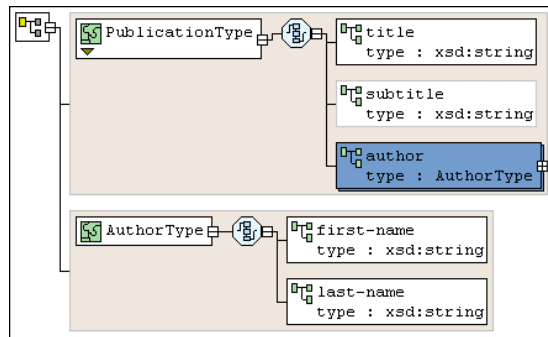 PublicationType
title
type : xsd:string
subtitle
type : xsd:string
author
type : AuthorType
AuthorType
first-name
type : xsd:string
last-name
type : xsd:string